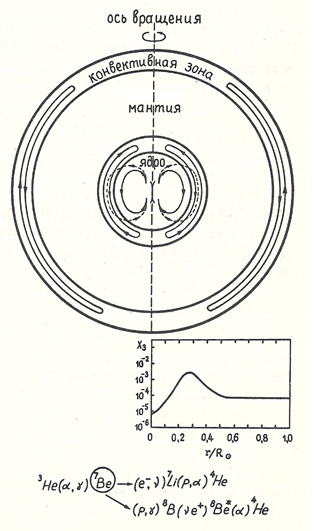 ось вращения
конвективная зона
мантия
ядро
X₃
10⁻²
10⁻³
10⁻⁴
10⁻⁵
10⁻⁶
0 0,2 0,4 0,6 0,8 1,0
r/R⊙
³He(α,γ)⁷Be→(e⁻,ν)⁷Li(p,α)⁴He
(p,γ)⁸B(νe⁺)⁸Be*(α)⁴He